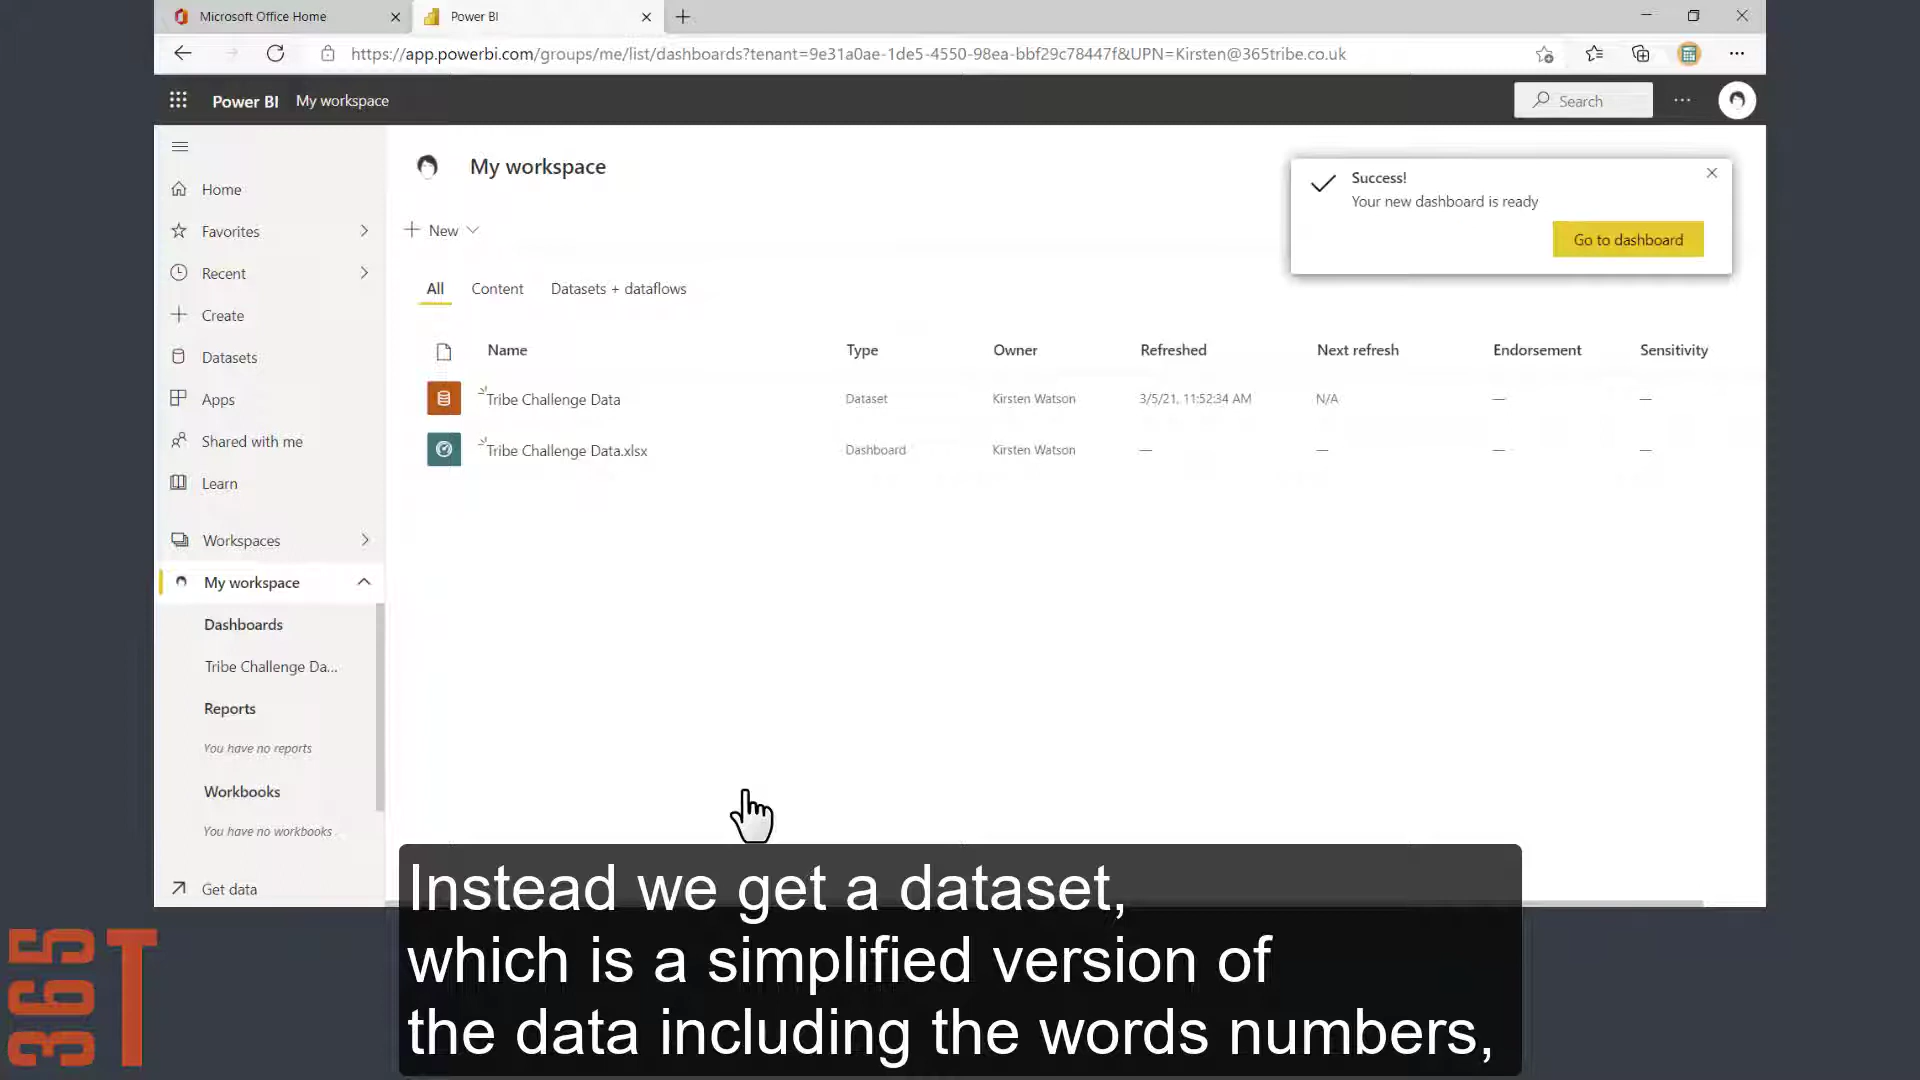 Microsoft Office Home
Power BI
https://app.powerbi.com/groups/me/list/dashboards?tenant=9e31a0ae-1de5-4550-98ea-bbf29c78447f&UPN=Kirsten@365tribe.co.uk
Power BI My workspace
Search
Home
Favorites
Recent
Create
Datasets
Apps
Shared with me
Learn
Workspaces
My workspace
Dashboards
Tribe Challenge Da...
Reports
You have no reports
Workbooks
You have no workbooks
Get data
My workspace
New
Success!
Your new dashboard is ready
Go to dashboard
All Content Datasets + dataflows
Name Type Owner Refreshed Next refresh Endorsement Sensitivity
Tribe Challenge Data Dataset Kirsten Watson 3/5/21, 11:52:34 AM N/A — —
Tribe Challenge Data.xlsx Dashboard Kirsten Watson — — — —
365
T
Instead we get a dataset,
which is a simplified version of
the data including the words numbers,